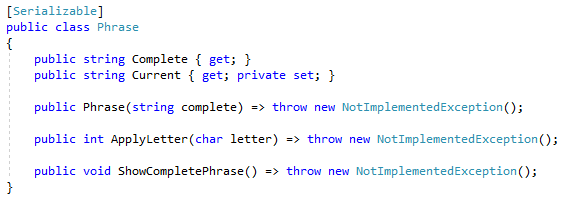 [Serializable]
public class Phrase
{
    public string Complete { get; }
    public string Current { get; private set; }

    public Phrase(string complete) => throw new NotImplementedException();

    public int ApplyLetter(char letter) => throw new NotImplementedException();

    public void ShowCompletePhrase() => throw new NotImplementedException();
}